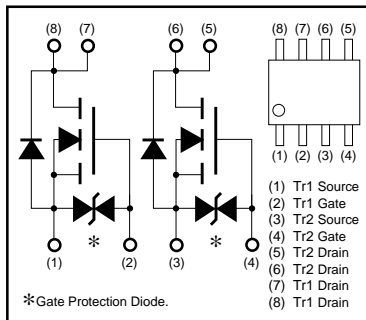 (8) (7) (6) (5)
(8) (7) (6) (5)
(1) (2) (3) (4)
* *
(1) (2) (3) (4)
(1) Tr1 Source
(2) Tr1 Gate
(3) Tr2 Source
(4) Tr2 Gate
(5) Tr2 Drain
(6) Tr2 Drain
(7) Tr1 Drain
(8) Tr1 Drain
*Gate Protection Diode.